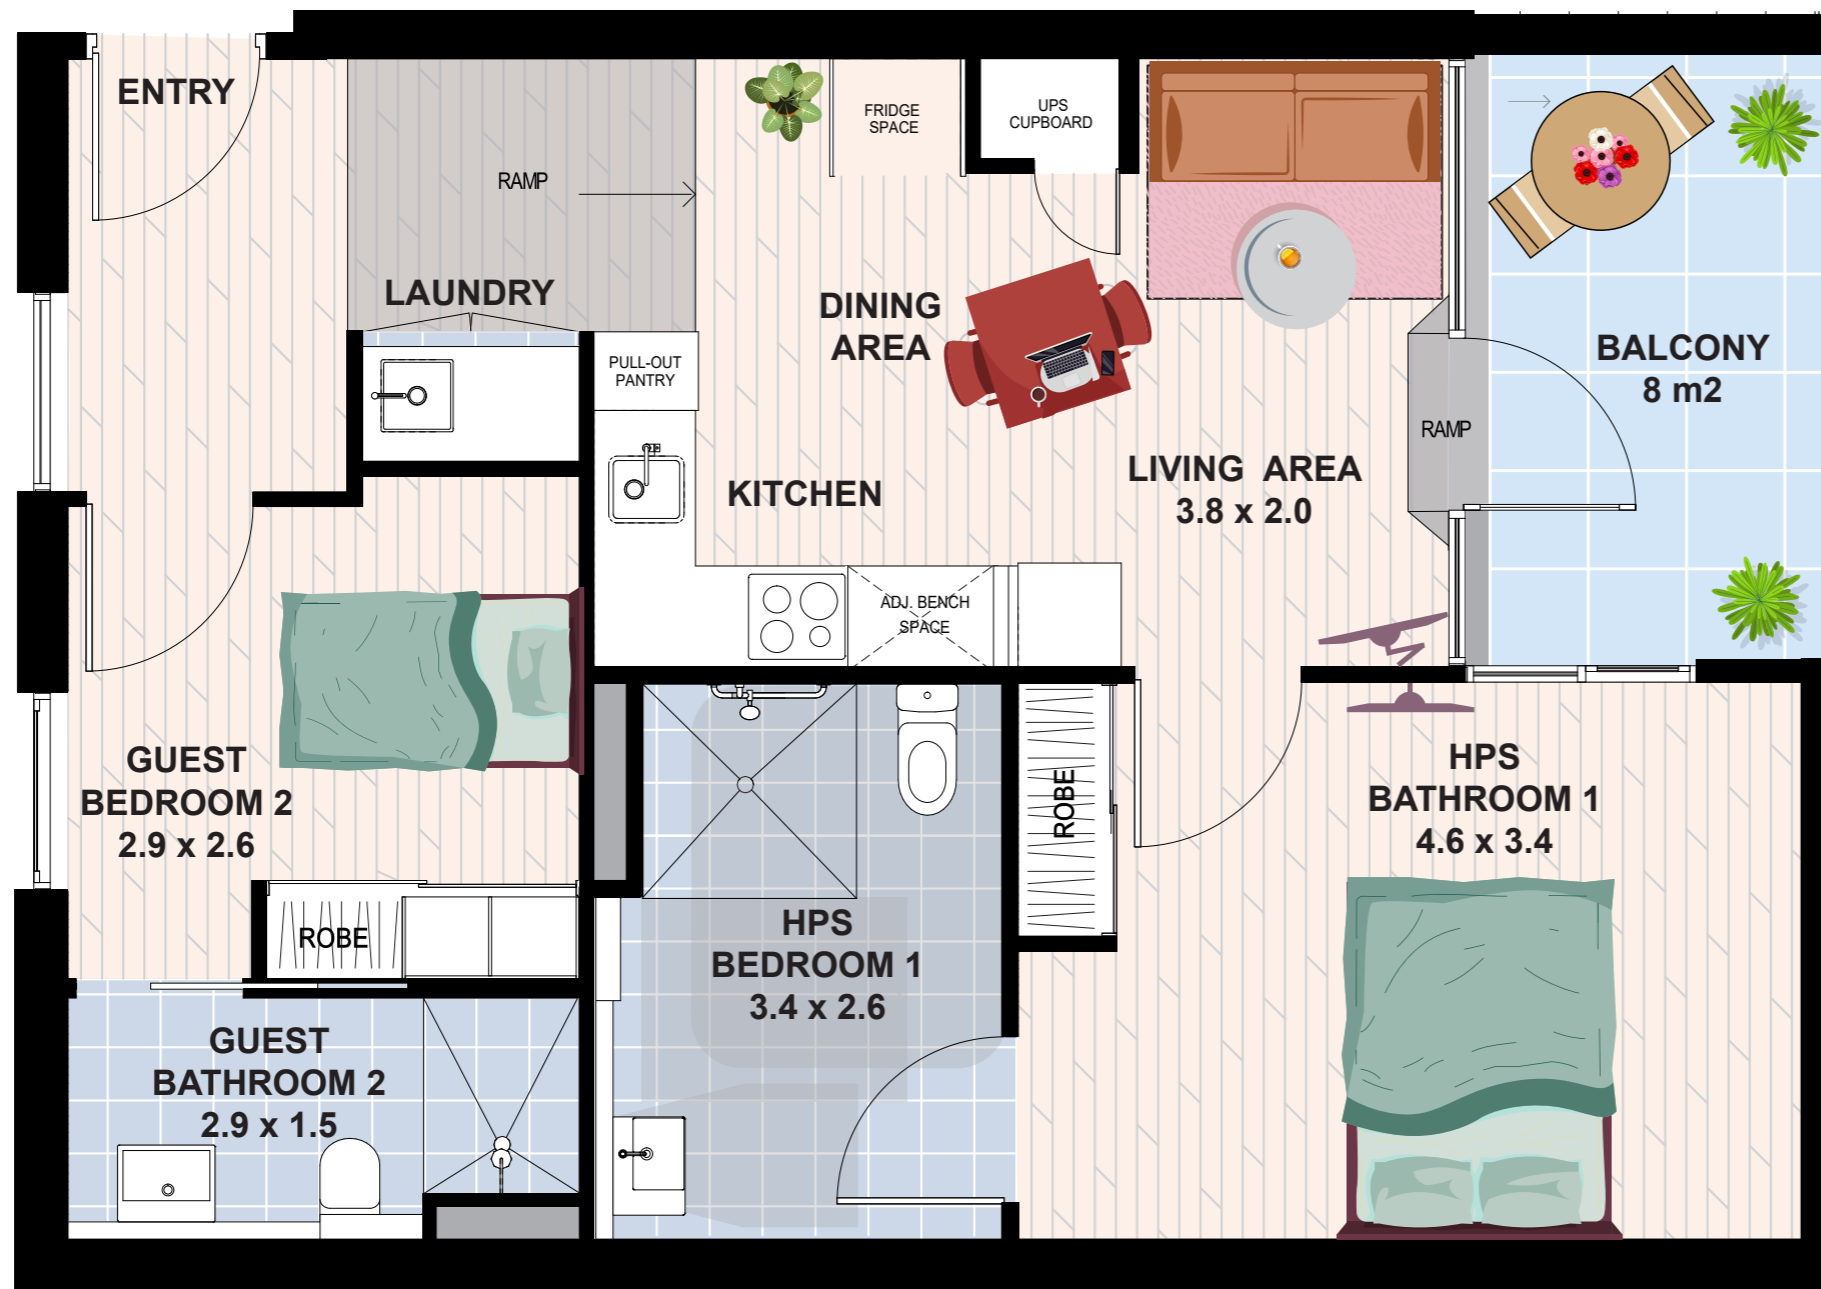 ENTRY
FRIDGE
SPACE
UPS
CUPBOARD
RAMP
LAUNDRY
DINING
AREA
BALCONY
8 m2
PULL-OUT
PANTRY
RAMP
KITCHEN
LIVING AREA
3.8 x 2.0
ADJ. BENCH
SPACE
GUEST
BEDROOM 2
2.9 x 2.6
ROBE
HPS
BATHROOM 1
4.6 x 3.4
ROBE
HPS
BEDROOM 1
3.4 x 2.6
GUEST
BATHROOM 2
2.9 x 1.5